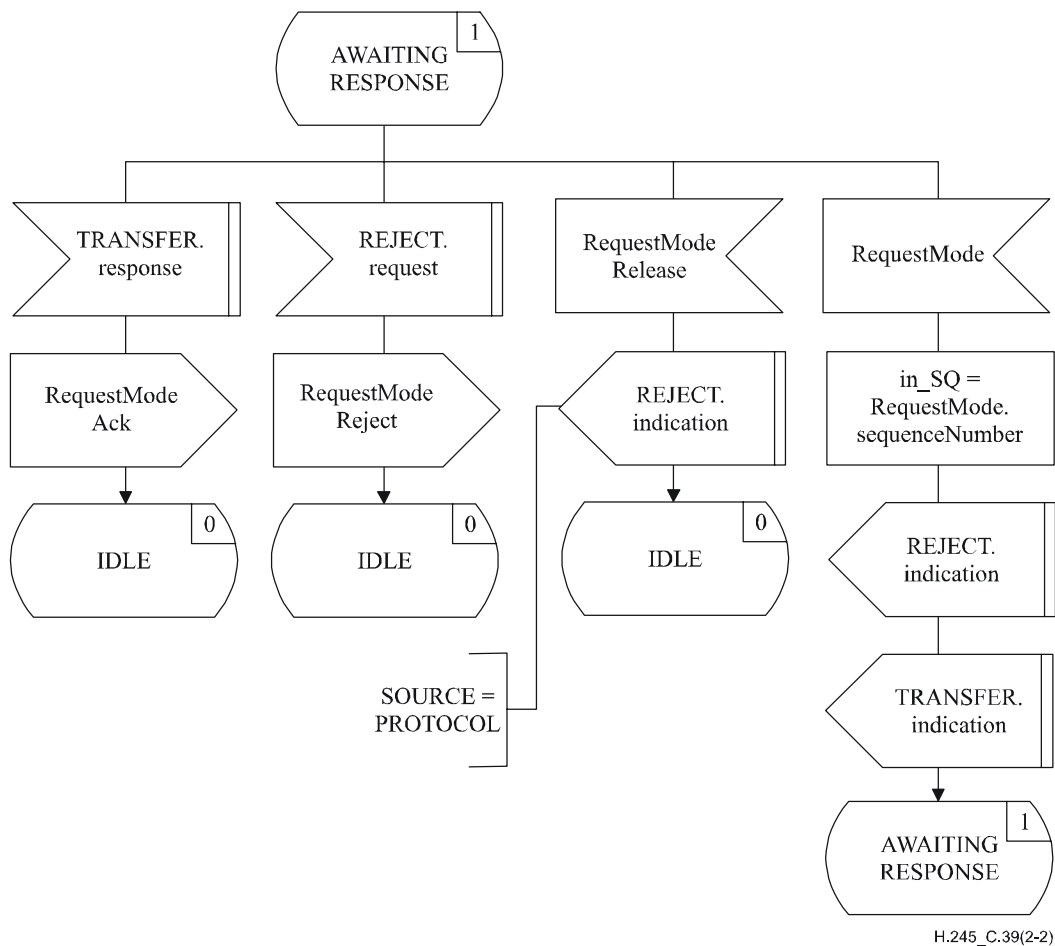 1
AWAITING
RESPONSE
TRANSFER.
response
REJECT.
request
RequestMode
Release
RequestMode
RequestMode
Ack
RequestMode
Reject
REJECT.
indication
in_SQ =
RequestMode.
sequenceNumber
0
IDLE
0
IDLE
0
IDLE
REJECT.
indication
SOURCE =
PROTOCOL
TRANSFER.
indication
1
AWAITING
RESPONSE
H.245_C.39(2-2)